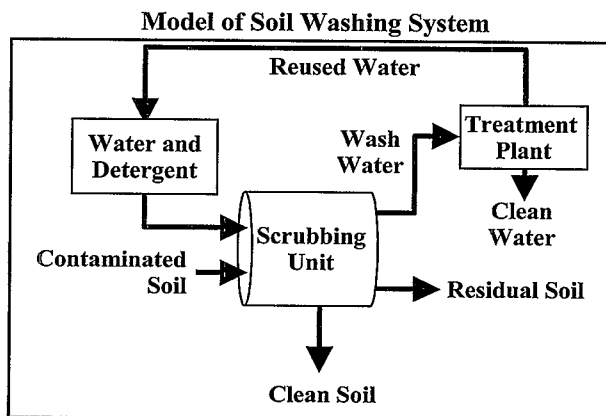 Model of Soil Washing System
Reused Water
Water and
Detergent
Wash
Water
Treatment
Plant
Clean
Water
Scrubbing
Unit
Contaminated
Soil
Residual Soil
Clean Soil